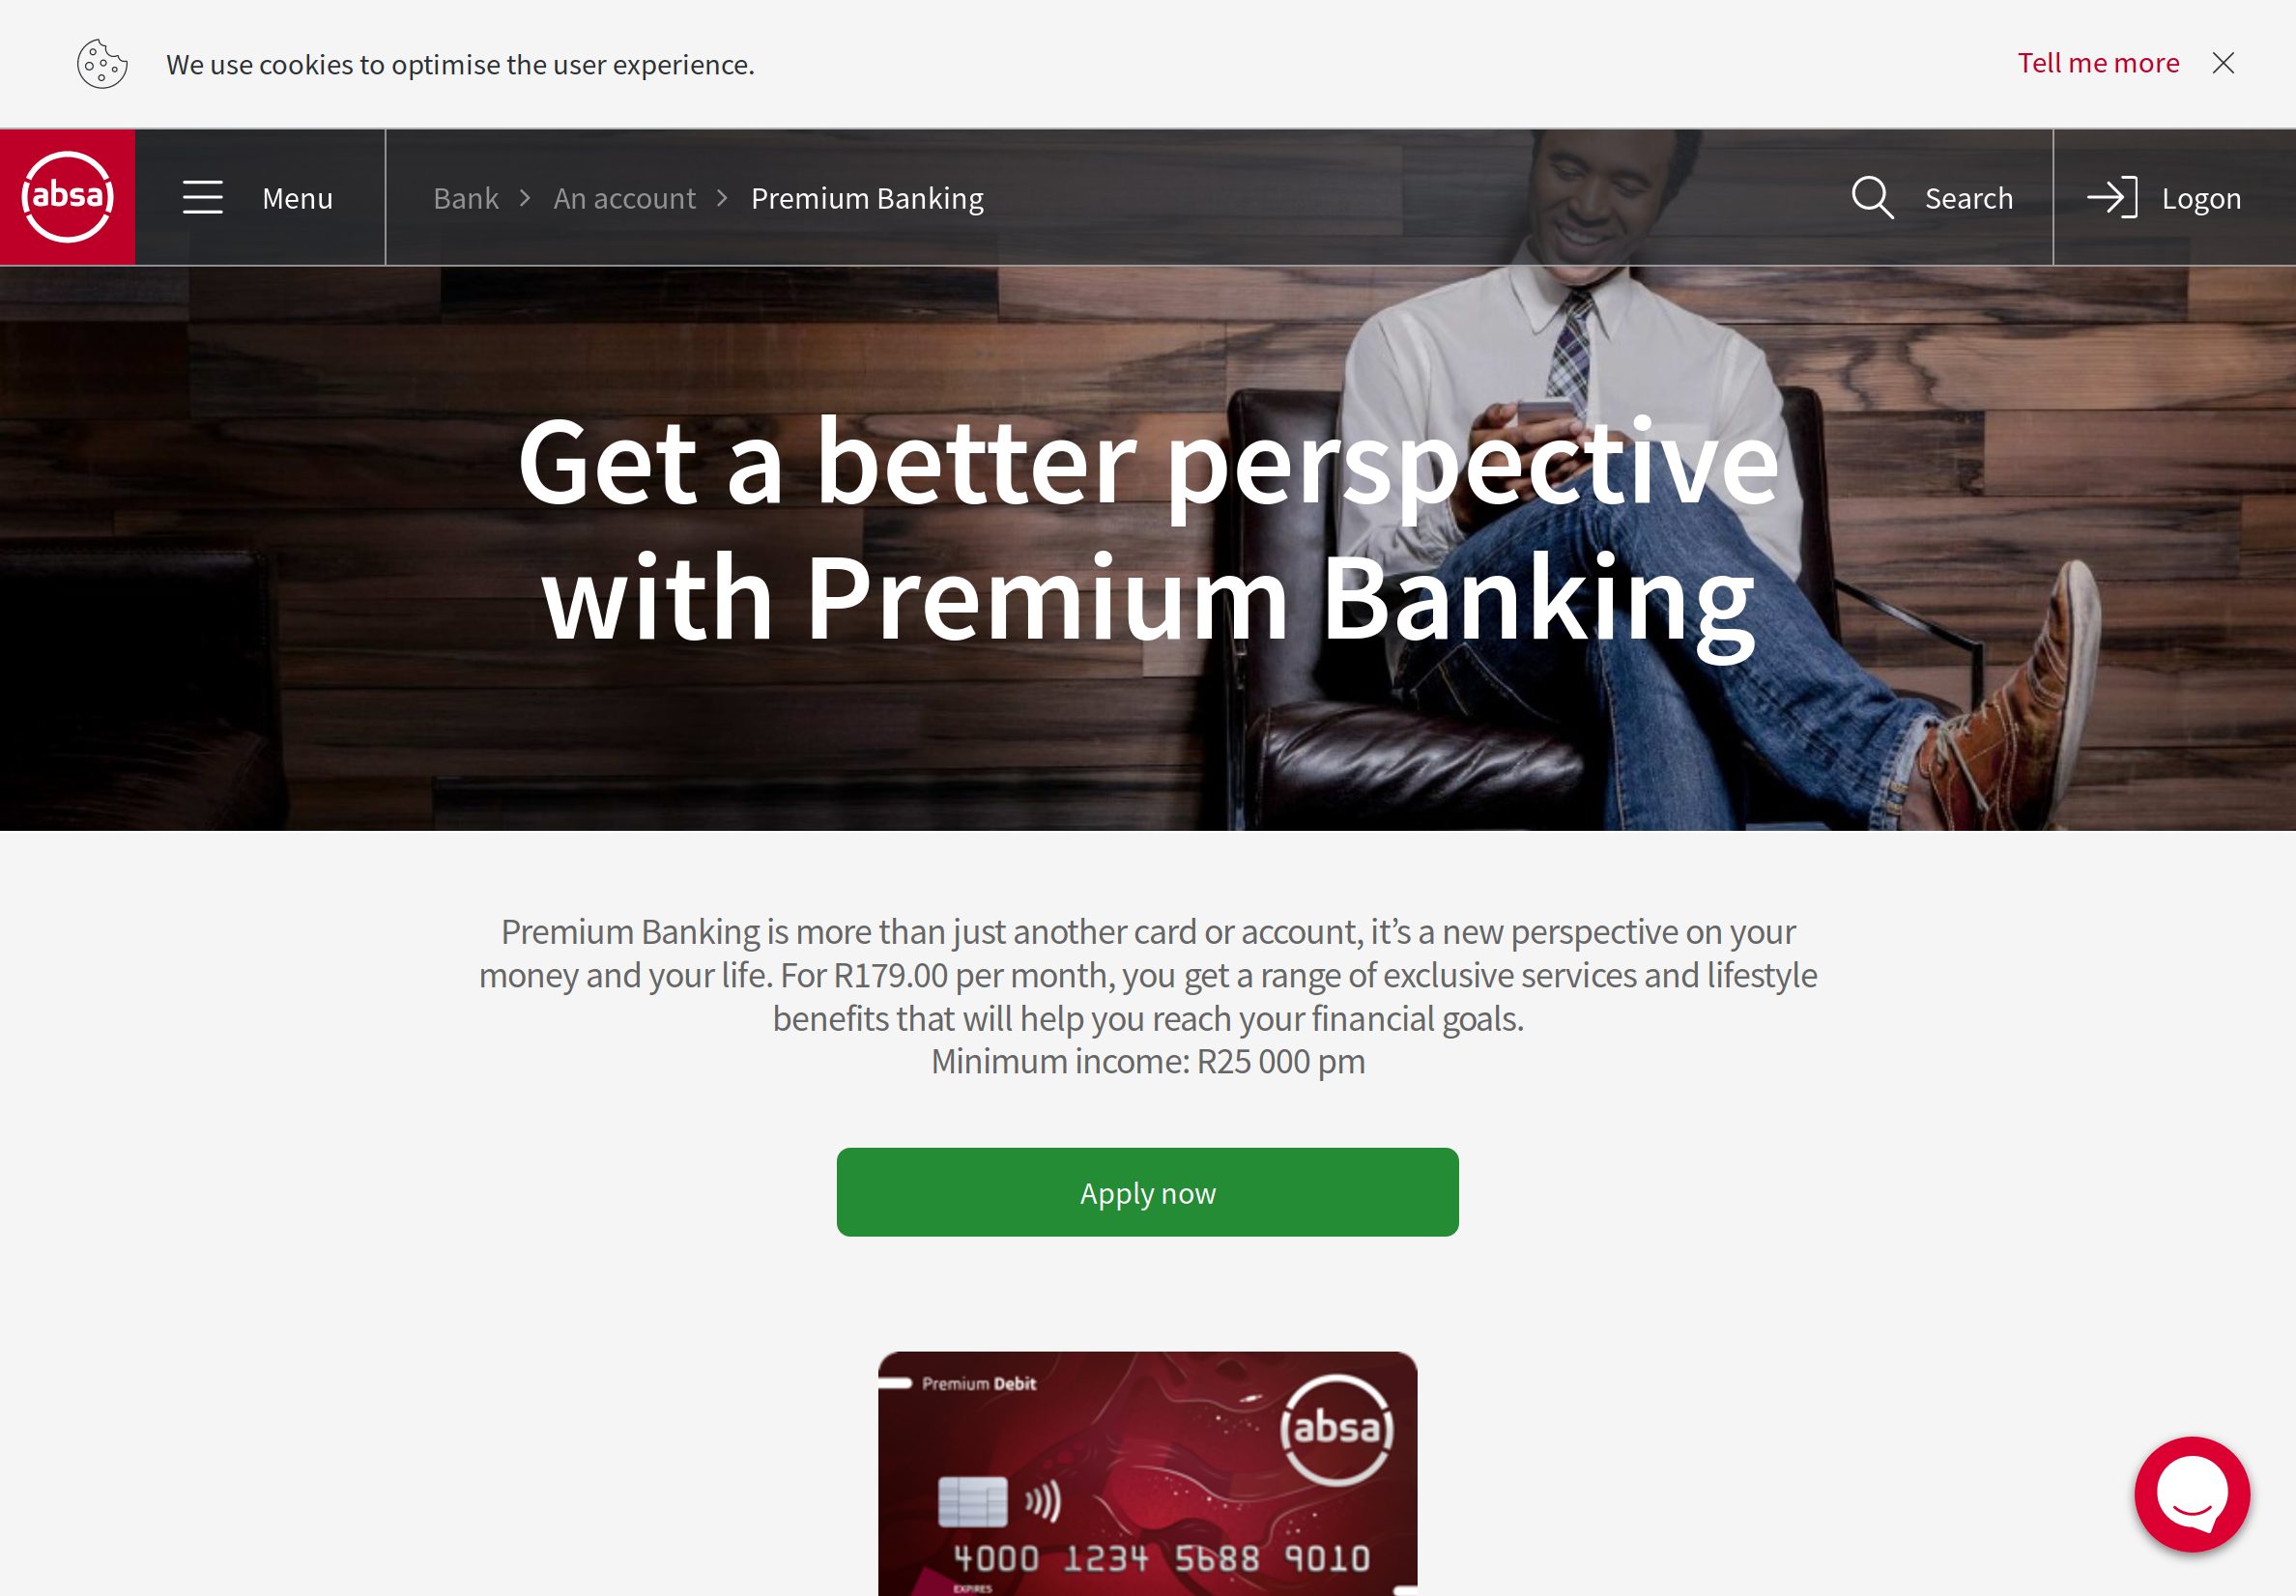 We use cookies to optimise the user experience.
Tell me more
absa
Menu
Bank
An account
Premium Banking
Search
Logon
Get a better perspective
with Premium Banking
Premium Banking is more than just another card or account, it’s a new perspective on your
money and your life. For R179.00 per month, you get a range of exclusive services and lifestyle
benefits that will help you reach your financial goals.
Minimum income: R25 000 pm
Apply now
Premium Debit
absa
4000 1234 5688 9010
EXPIRES